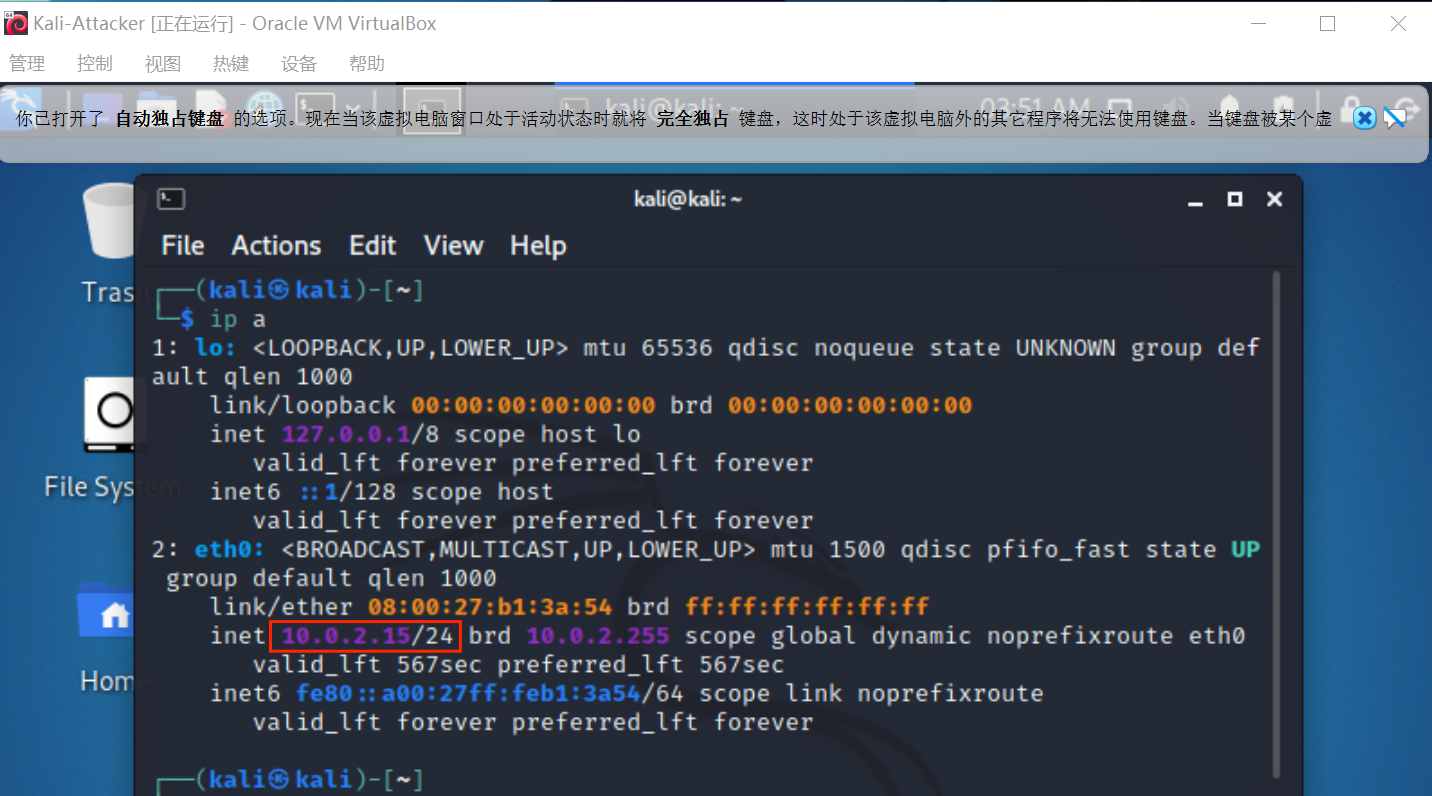 Kali-Attacker [正在运行] - Oracle VM VirtualBox
管理 控制 视图 热键 设备 帮助
kali@kali: ~ 03:51 AM
你已打开了 自动独占键盘 的选项。现在当该虚拟电脑窗口处于活动状态时就将 完全独占 键盘，这时处于该虚拟电脑外的其它程序将无法使用键盘。当键盘被某个虚
kali@kali: ~
File Actions Edit View Help
Trash
File System
Home
┌──(kali㉿kali)-[~]
└─$ ip a
1: lo: <LOOPBACK,UP,LOWER_UP> mtu 65536 qdisc noqueue state UNKNOWN group def
ault qlen 1000
link/loopback 00:00:00:00:00:00 brd 00:00:00:00:00:00
inet 127.0.0.1/8 scope host lo
valid_lft forever preferred_lft forever
inet6 ::1/128 scope host
valid_lft forever preferred_lft forever
2: eth0: <BROADCAST,MULTICAST,UP,LOWER_UP> mtu 1500 qdisc pfifo_fast state UP
group default qlen 1000
link/ether 08:00:27:b1:3a:54 brd ff:ff:ff:ff:ff:ff
inet 10.0.2.15/24 brd 10.0.2.255 scope global dynamic noprefixroute eth0
valid_lft 567sec preferred_lft 567sec
inet6 fe80::a00:27ff:feb1:3a54/64 scope link noprefixroute
valid_lft forever preferred_lft forever
┌──(kali㉿kali)-[~]